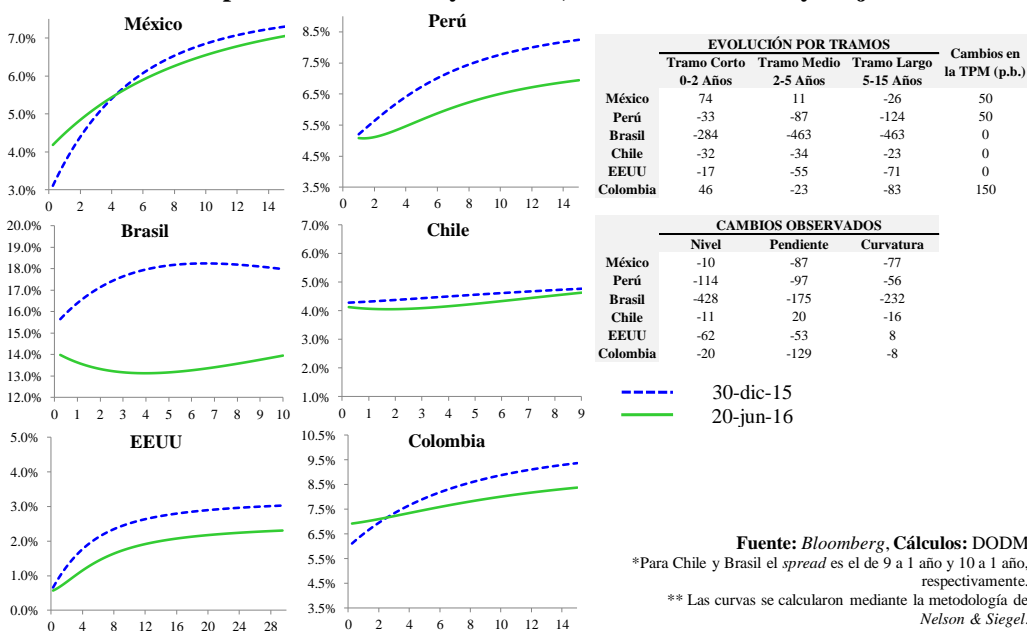 México
7.0%
6.0%
5.0%
4.0%
3.0%
0 2 4 6 8 10 12 14
Perú
8.5%
7.5%
6.5%
5.5%
4.5%
3.5%
0 2 4 6 8 10 12 14
EVOLUCIÓN POR TRAMOS
Cambios en la TPM (p.b.)
Tramo Corto Tramo Medio Tramo Largo
0-2 Años 2-5 Años 5-15 Años
México 74 11 -26 50
Perú -33 -87 -124 50
Brasil -284 -463 -463 0
Chile -32 -34 -23 0
EEUU -17 -55 -71 0
Colombia 46 -23 -83 150
Brasil
20.0%
19.0%
18.0%
17.0%
16.0%
15.0%
14.0%
13.0%
12.0%
0 1 2 3 4 5 6 7 8 9 10
Chile
7.0%
6.0%
5.0%
4.0%
3.0%
2.0%
1.0%
0 1 2 3 4 5 6 7 8 9
CAMBIOS OBSERVADOS
Nivel Pendiente Curvatura
México -10 -87 -77
Perú -114 -97 -56
Brasil -428 -175 -232
Chile -11 20 -16
EEUU -62 -53 8
Colombia -20 -129 -8
30-dic-15
20-jun-16
EEUU
5.0%
4.0%
3.0%
2.0%
1.0%
0.0%
0 4 8 12 16 20 24 28
Colombia
10.5%
9.5%
8.5%
7.5%
6.5%
5.5%
4.5%
3.5%
0 2 4 6 8 10 12 14
Fuente: Bloomberg, Cálculos: DODM
*Para Chile y Brasil el spread es el de 9 a 1 año y 10 a 1 año,
respectivamente.
** Las curvas se calcularon mediante la metodología de
Nelson & Siegel.